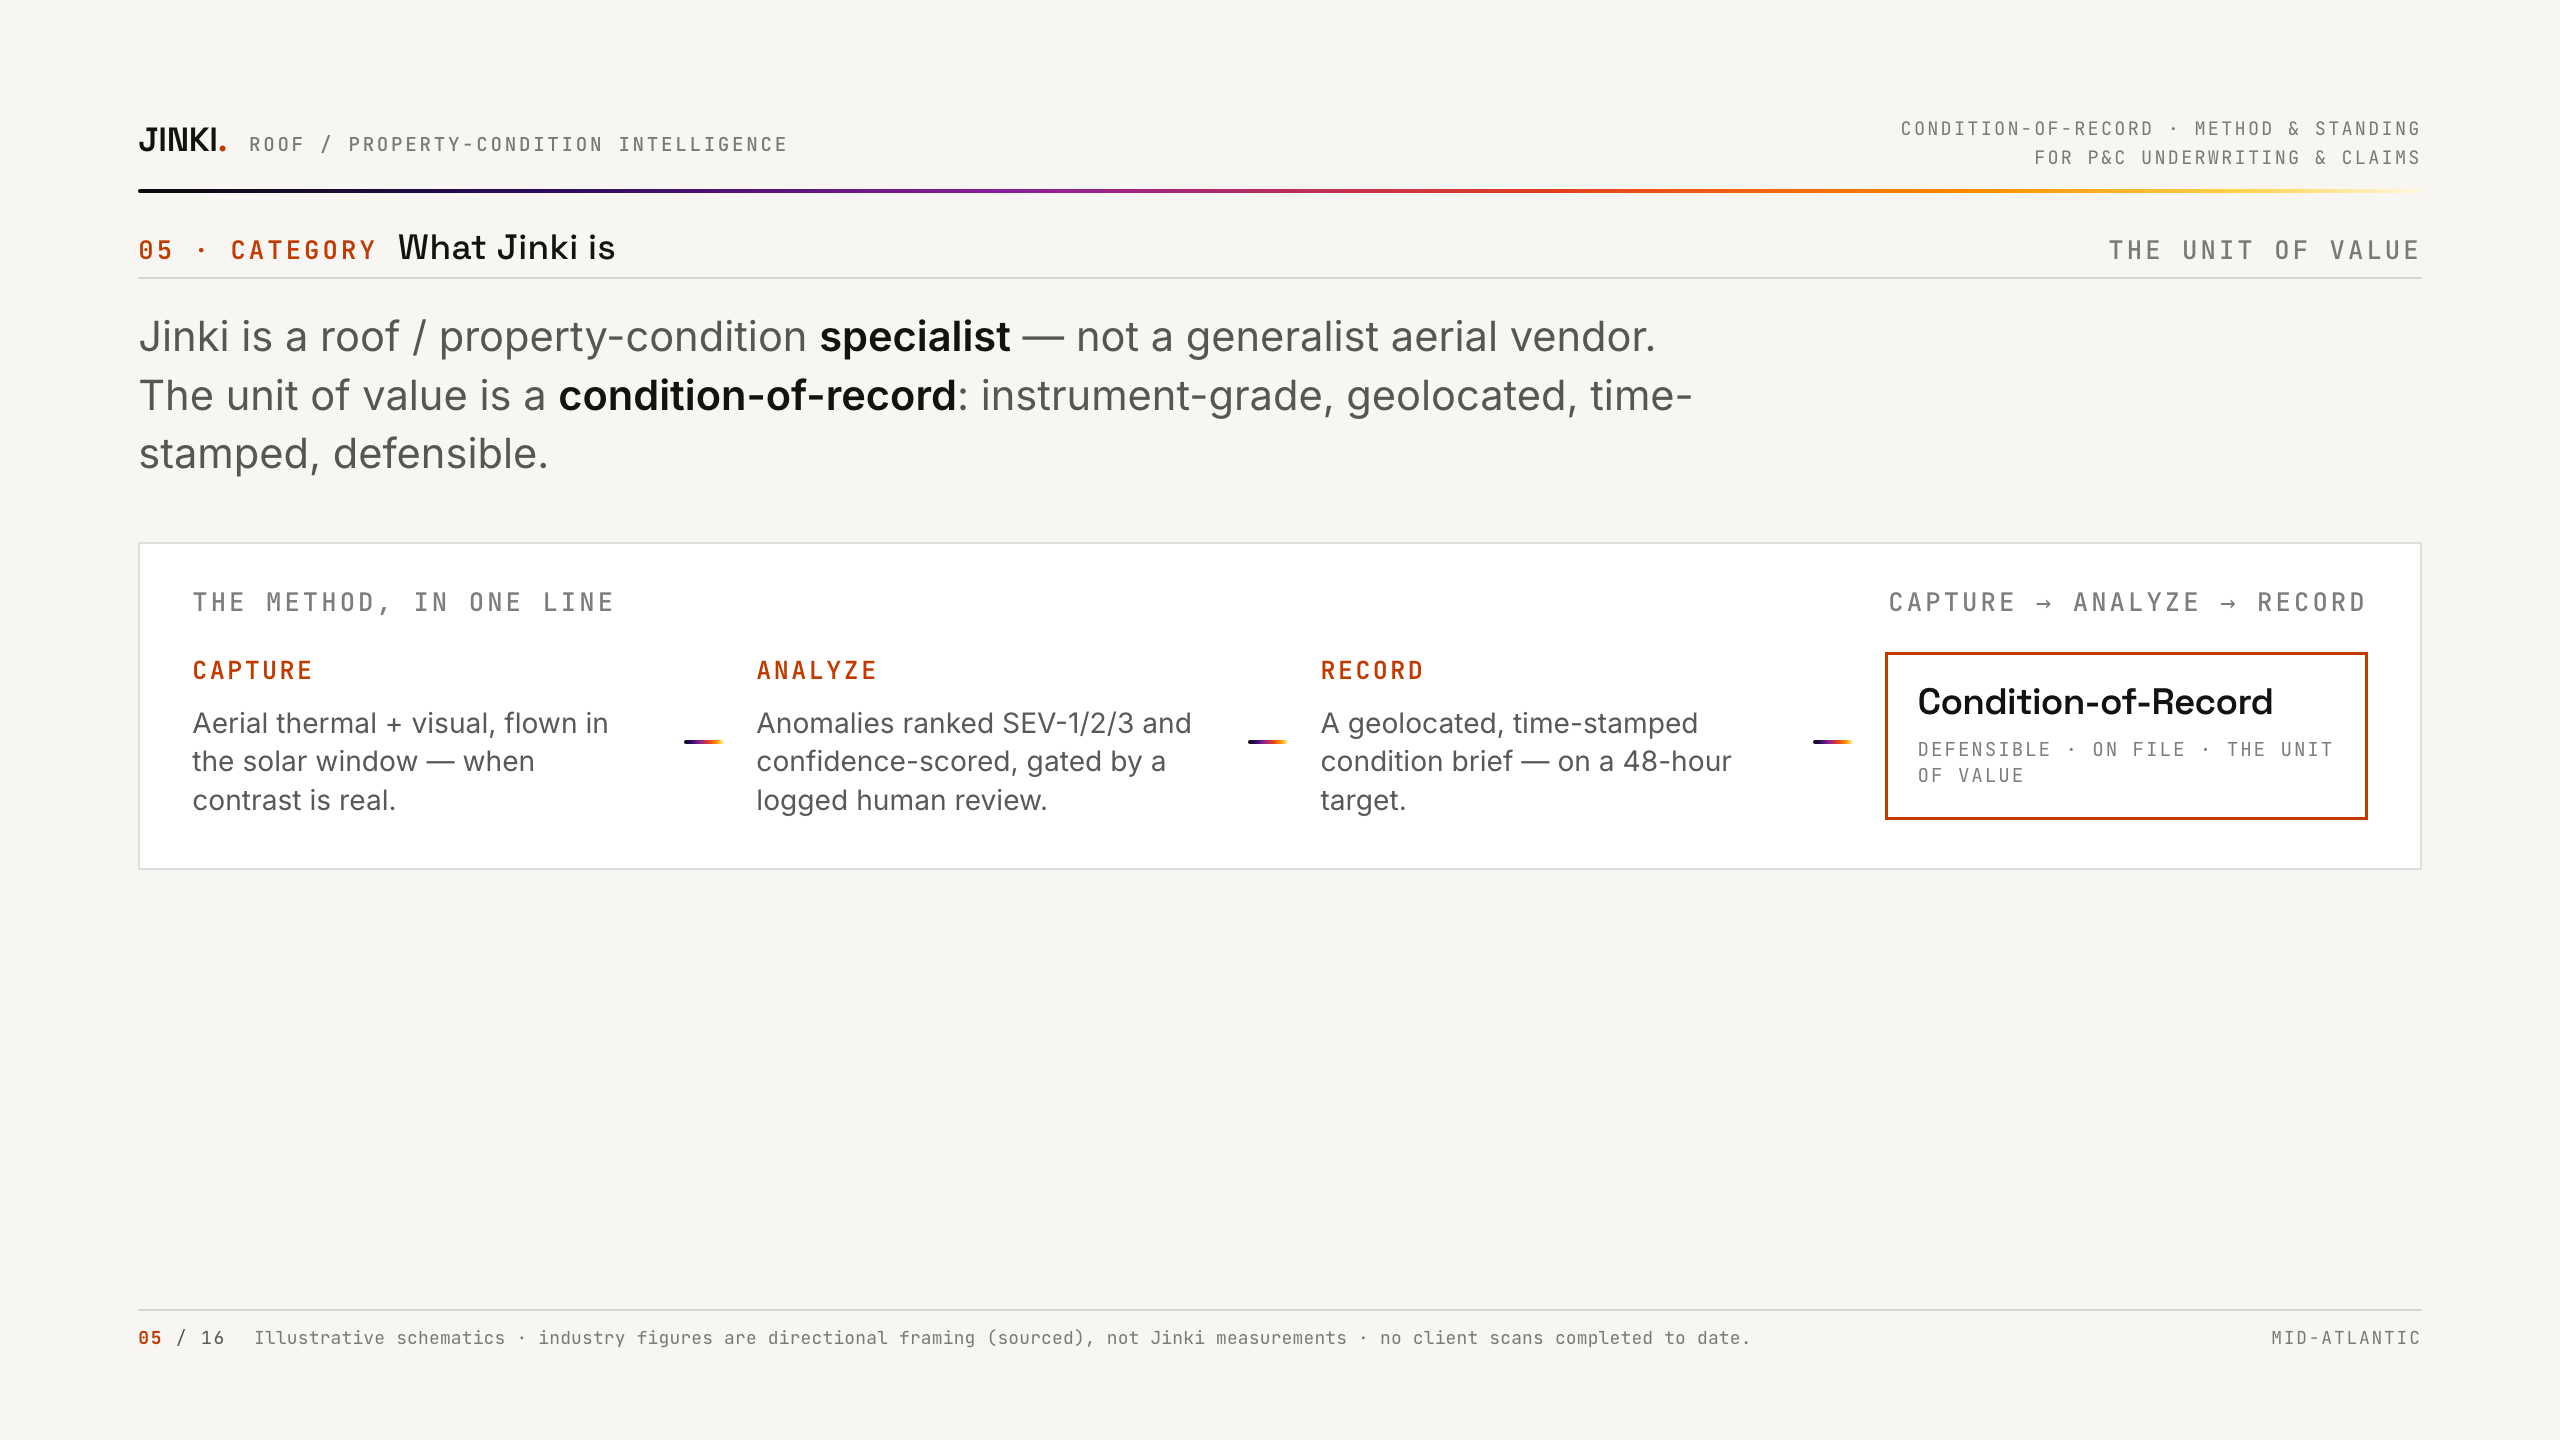 JINKI. ROOF / PROPERTY-CONDITION INTELLIGENCE
CONDITION-OF-RECORD · METHOD & STANDING
FOR P&C UNDERWRITING & CLAIMS
05 · CATEGORY What Jinki is
THE UNIT OF VALUE
Jinki is a roof / property-condition specialist — not a generalist aerial vendor.
The unit of value is a condition-of-record: instrument-grade, geolocated, time-
stamped, defensible.
THE METHOD, IN ONE LINE
CAPTURE → ANALYZE → RECORD
CAPTURE
Aerial thermal + visual, flown in
the solar window — when
contrast is real.
ANALYZE
Anomalies ranked SEV-1/2/3 and
confidence-scored, gated by a
logged human review.
RECORD
A geolocated, time-stamped
condition brief — on a 48-hour
target.
Condition-of-Record
DEFENSIBLE · ON FILE · THE UNIT
OF VALUE
05 / 16 Illustrative schematics · industry figures are directional framing (sourced), not Jinki measurements · no client scans completed to date.
MID-ATLANTIC